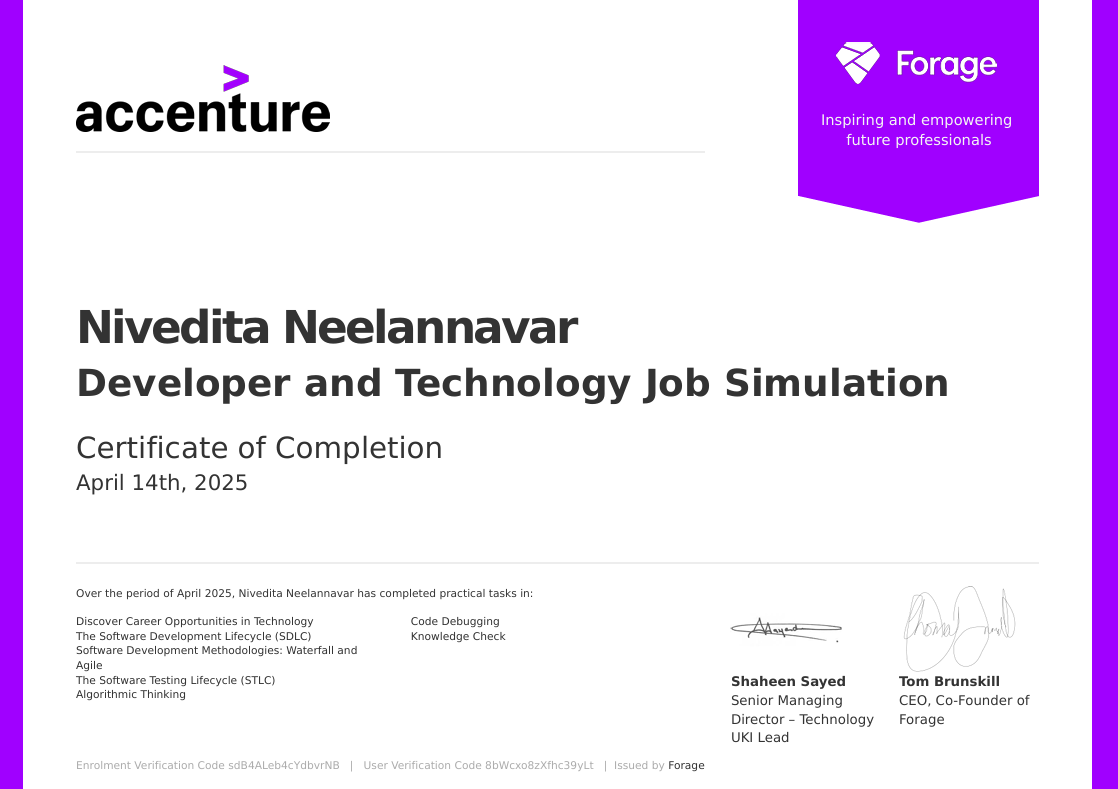 accenture
Forage
Inspiring and empowering
future professionals
Nivedita Neelannavar
Developer and Technology Job Simulation
Certificate of Completion
April 14th, 2025
Over the period of April 2025, Nivedita Neelannavar has completed practical tasks in:
Discover Career Opportunities in Technology
The Software Development Lifecycle (SDLC)
Software Development Methodologies: Waterfall and
Agile
The Software Testing Lifecycle (STLC)
Algorithmic Thinking
Code Debugging
Knowledge Check
Shaheen Sayed
Senior Managing
Director – Technology
UKI Lead
Tom Brunskill
CEO, Co-Founder of
Forage
Enrolment Verification Code sdB4ALeb4cYdbvrNB | User Verification Code 8bWcxo8zXfhc39yLt | Issued by Forage